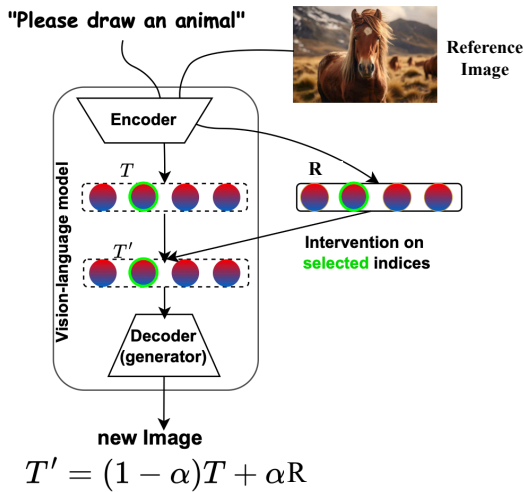 "Please draw an animal"
Reference
Image
Encoder
T
R
Vision-language model
T′
Intervention on
selected indices
Decoder
(generator)
new Image
T′ = (1 − α)T + αR